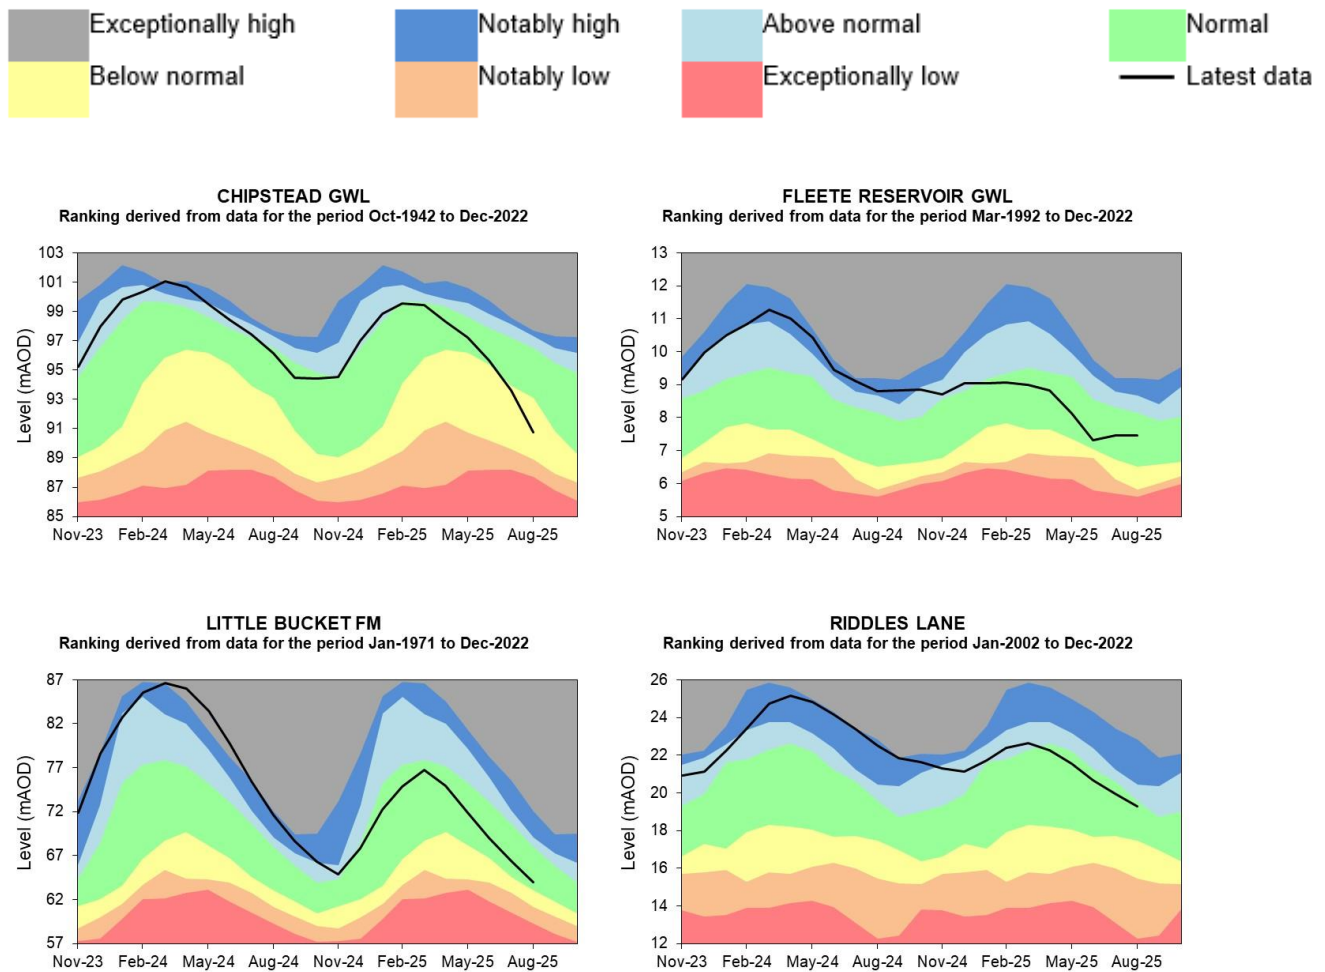 Exceptionally high Notably high Above normal Normal
Below normal Notably low Exceptionally low Latest data
CHIPSTEAD GWL
Ranking derived from data for the period Oct-1942 to Dec-2022
Level (mAOD)
103
101
99
97
95
93
91
89
87
85
Nov-23 Feb-24 May-24 Aug-24 Nov-24 Feb-25 May-25 Aug-25
FLEETE RESERVOIR GWL
Ranking derived from data for the period Mar-1992 to Dec-2022
Level (mAOD)
13
12
11
10
9
8
7
6
5
Nov-23 Feb-24 May-24 Aug-24 Nov-24 Feb-25 May-25 Aug-25
LITTLE BUCKET FM
Ranking derived from data for the period Jan-1971 to Dec-2022
Level (mAOD)
87
82
77
72
67
62
57
Nov-23 Feb-24 May-24 Aug-24 Nov-24 Feb-25 May-25 Aug-25
RIDDLES LANE
Ranking derived from data for the period Jan-2002 to Dec-2022
Level (mAOD)
26
24
22
20
18
16
14
12
Nov-23 Feb-24 May-24 Aug-24 Nov-24 Feb-25 May-25 Aug-25